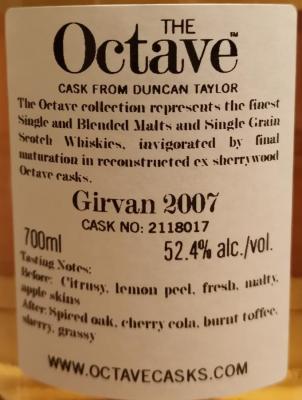 THE
Octave™
CASK FROM DUNCAN TAYLOR
The Octave collection represents the finest
Single and Blended Malts and Single Grain
Scotch Whiskies, invigorated by final
maturation in reconstructed ex sherrywood
Octave casks.
Girvan 2007
CASK NO: 2118017
700ml 52.4% alc./vol.
Tasting Notes:
Before: Citrusy, lemon peel, fresh, malty,
apple skins
After: Spiced oak, cherry cola, burnt toffee,
sherry, grassy
WWW.OCTAVECASKS.COM